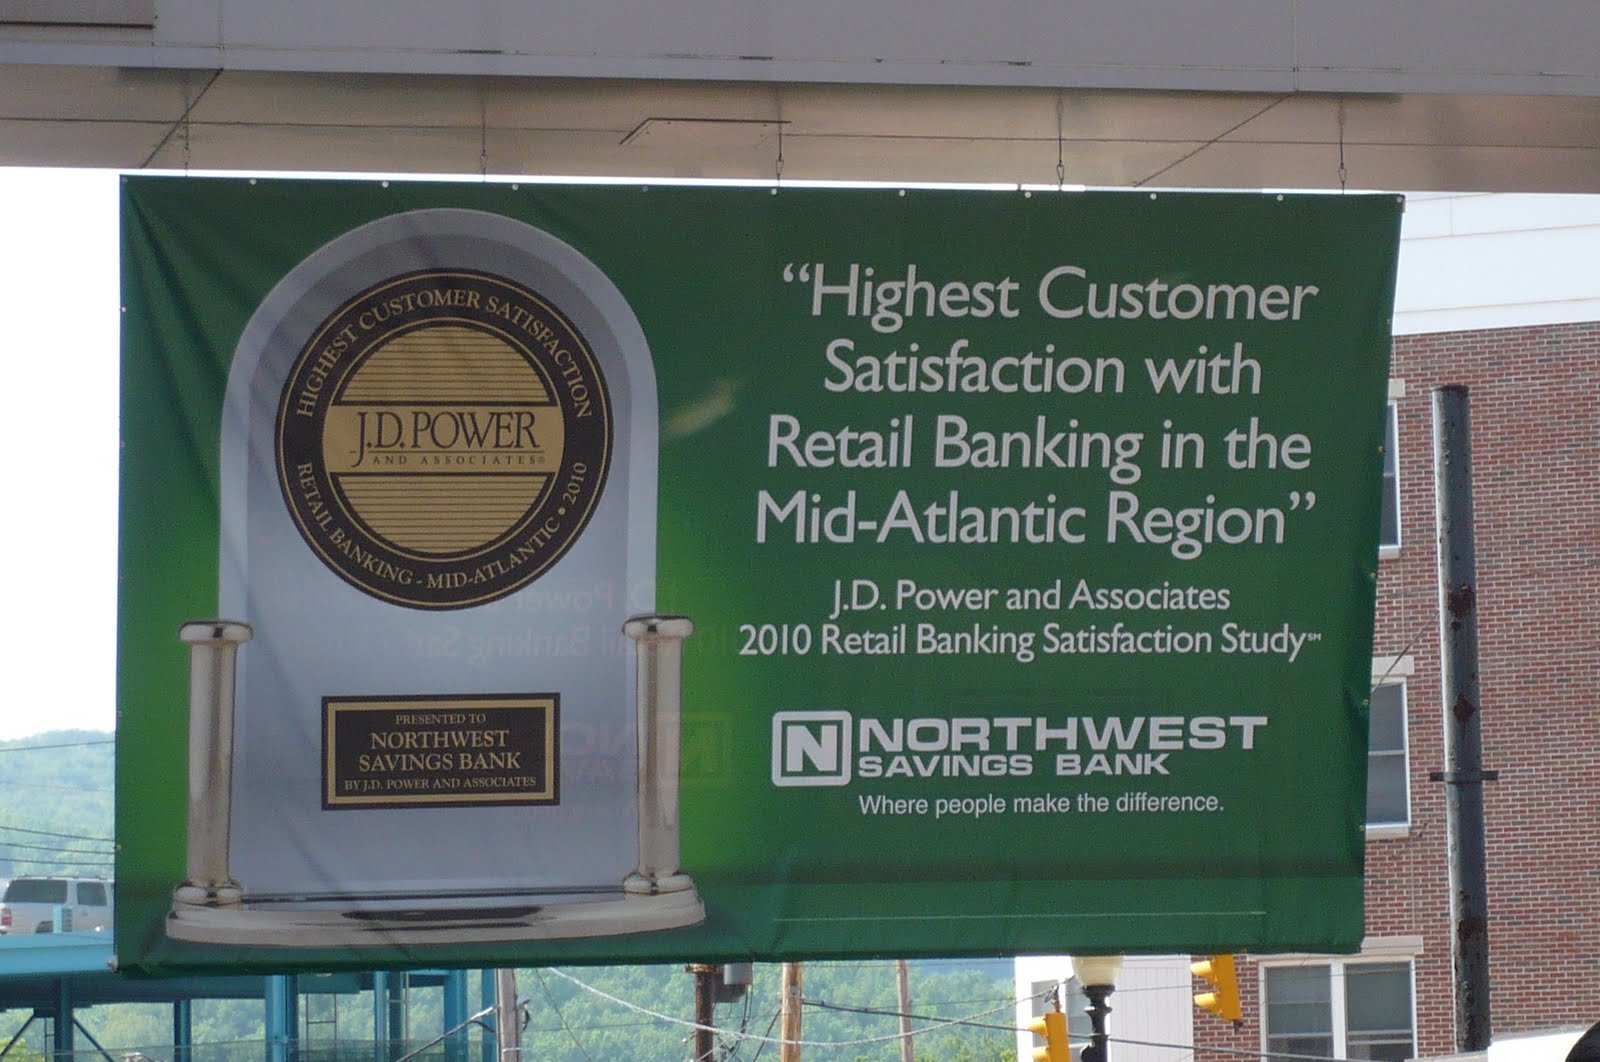 HIGHEST CUSTOMER SATISFACTION
J.D. POWER
AND ASSOCIATES®
RETAIL BANKING - MID-ATLANTIC • 2010
PRESENTED TO
NORTHWEST
SAVINGS BANK
BY J.D. POWER AND ASSOCIATES
“Highest Customer
Satisfaction with
Retail Banking in the
Mid-Atlantic Region”
J.D. Power and Associates
2010 Retail Banking Satisfaction Study℠
N NORTHWEST
SAVINGS BANK
Where people make the difference.